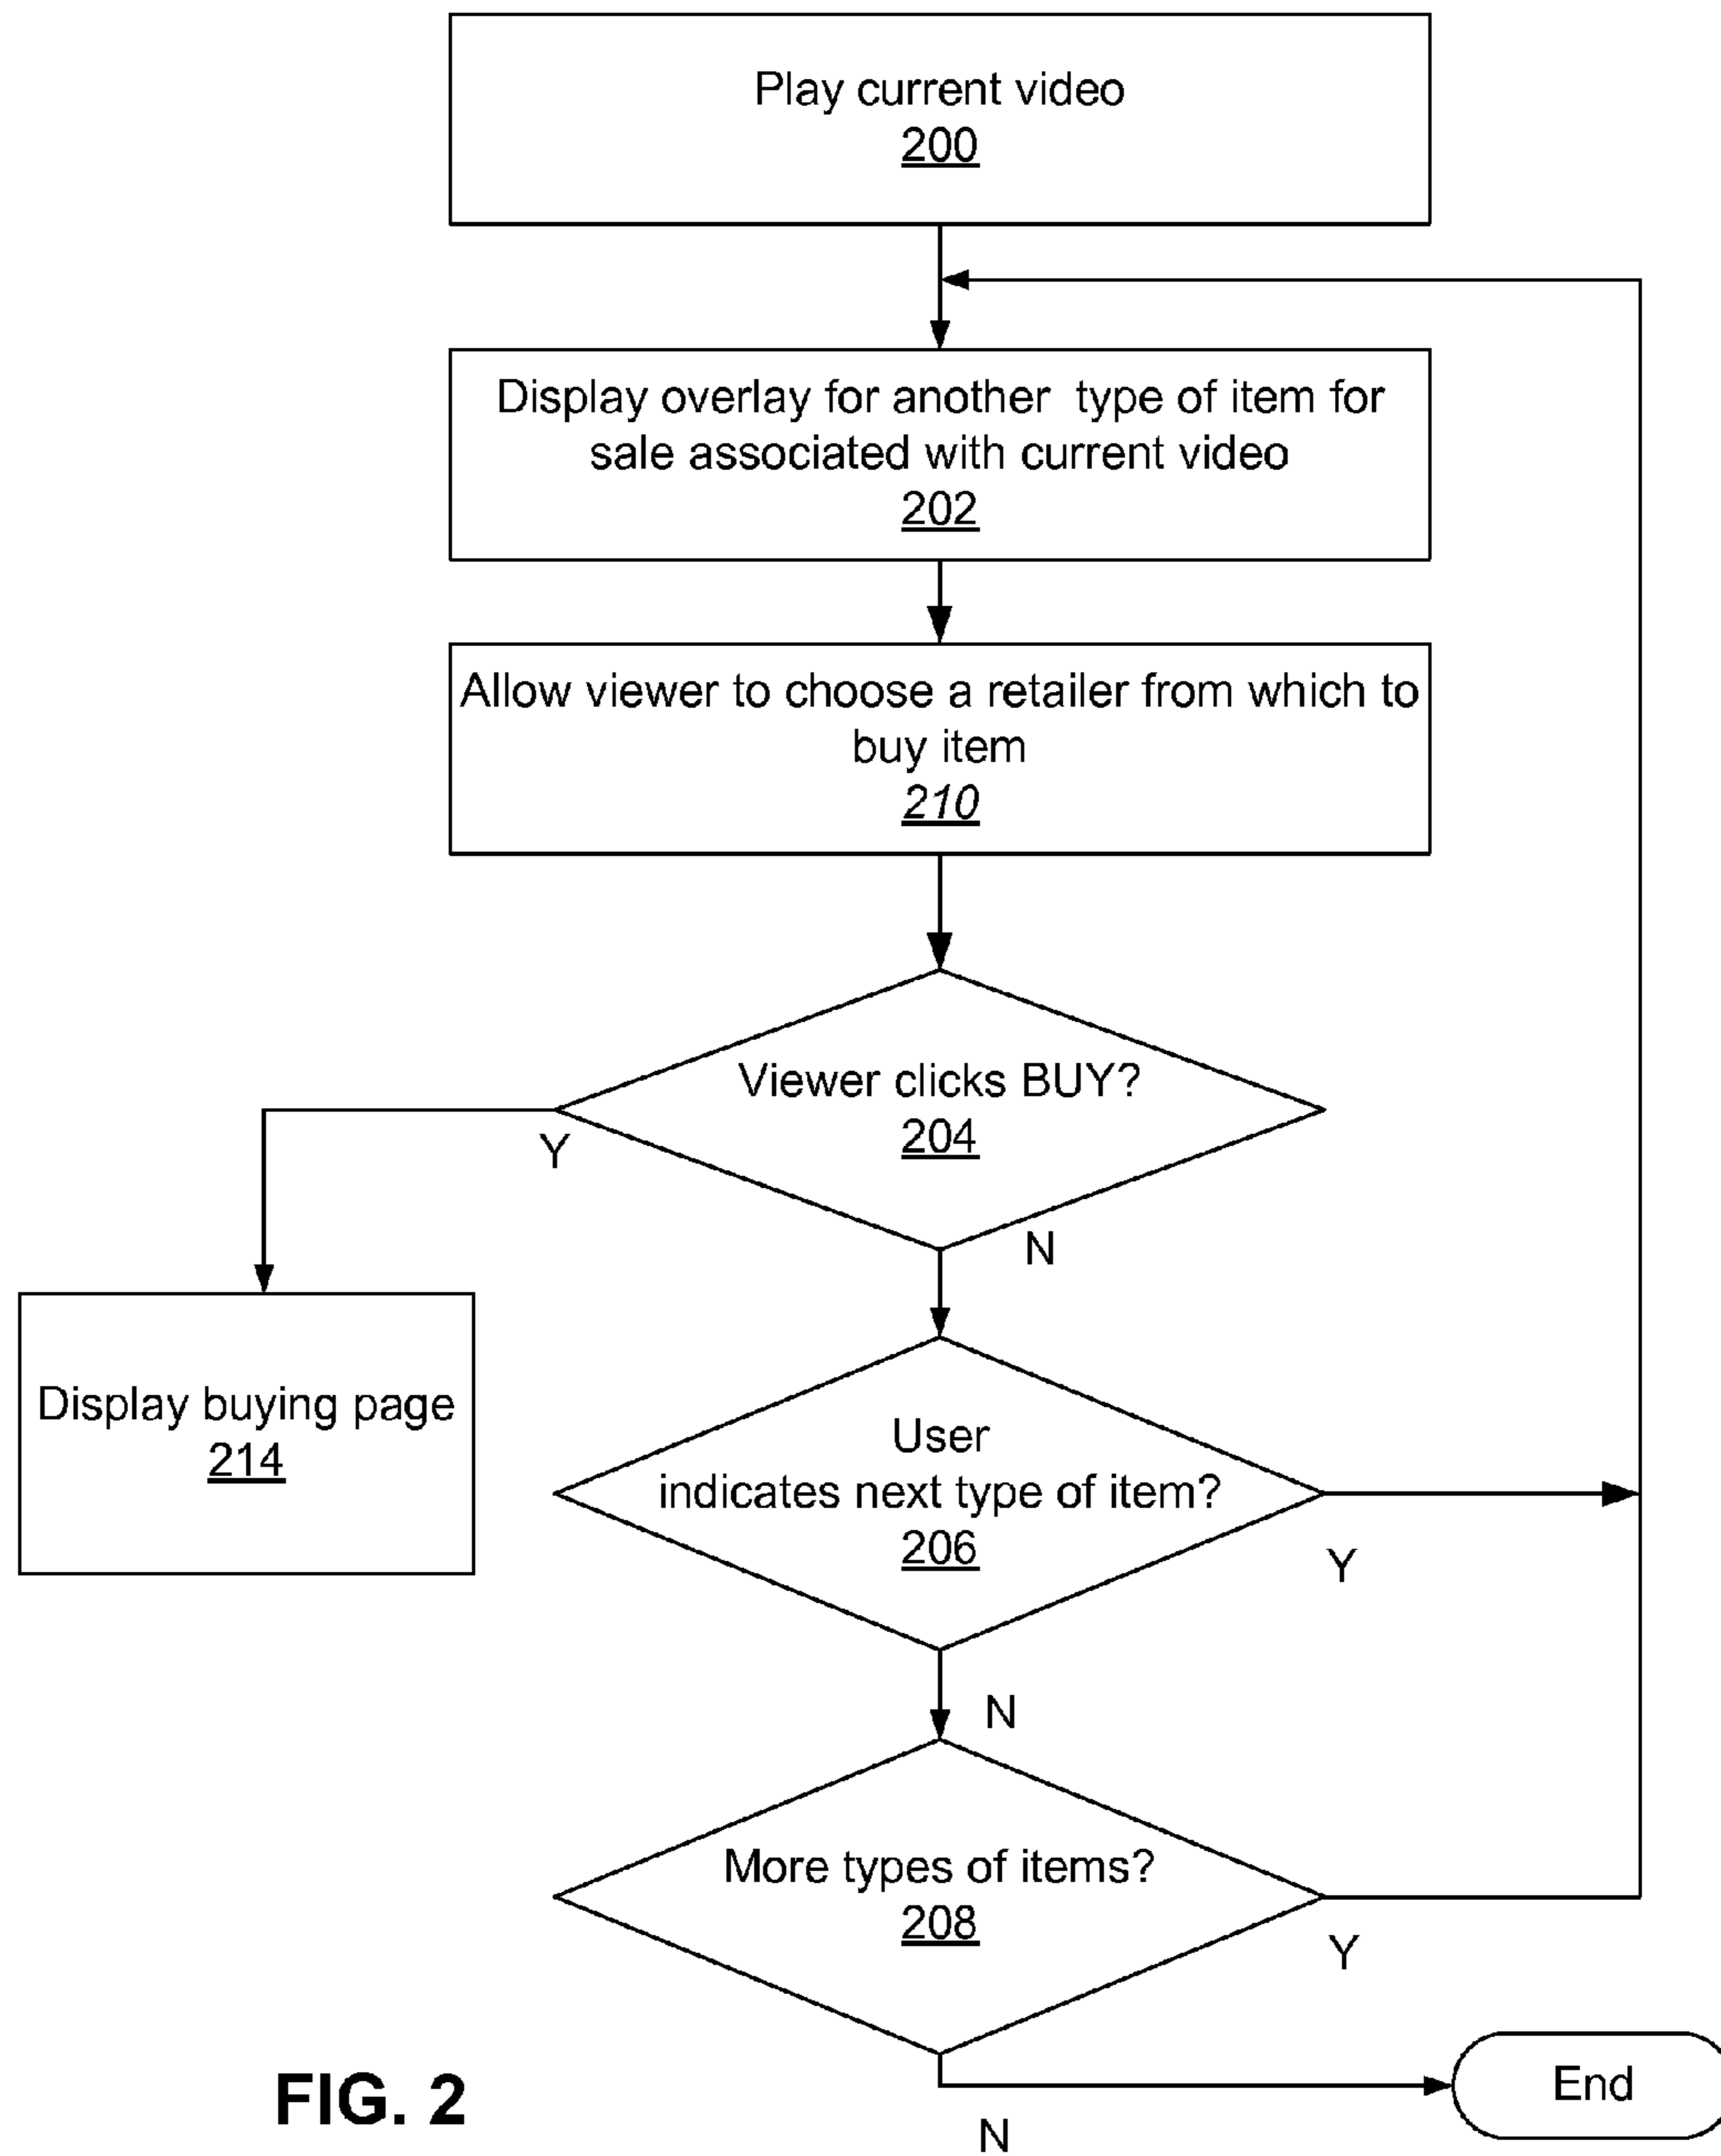 Play current video
200
Display overlay for another type of item for
sale associated with current video
202
Allow viewer to choose a retailer from which to
buy item
210
Viewer clicks BUY?
204
Y
N
Display buying page
214
User
indicates next type of item?
206
Y
N
More types of items?
208
Y
FIG. 2
End
N